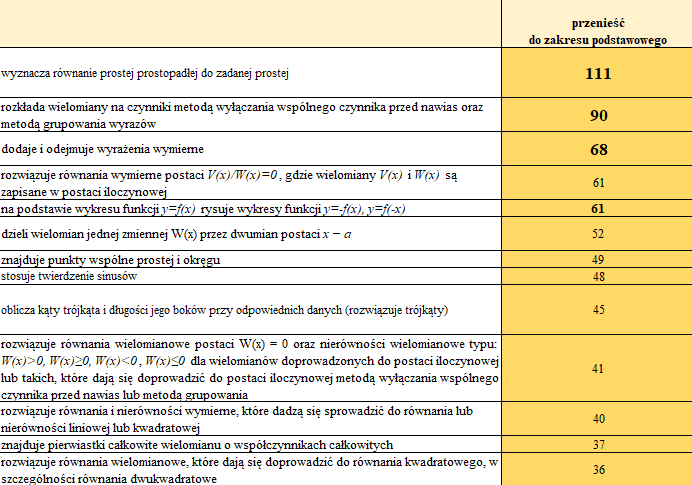 przenieść
do zakresu podstawowego
wyznacza równanie prostej prostopadłej do zadanej prostej
111
rozkłada wielomiany na czynniki metodą wyłączania wspólnego czynnika przed nawias oraz
metodą grupowania wyrazów
90
dodaje i odejmuje wyrażenia wymierne
68
rozwiązuje równania wymierne postaci V(x)/W(x)=0, gdzie wielomiany V(x) i W(x) są
zapisane w postaci iloczynowej
61
na podstawie wykresu funkcji y=f(x) rysuje wykresy funkcji y=-f(x), y=f(-x)
61
dzieli wielomian jednej zmiennej W(x) przez dwumian postaci x − a
52
znajduje punkty wspólne prostej i okręgu
49
stosuje twierdzenie sinusów
48
oblicza kąty trójkąta i długości jego boków przy odpowiednich danych (rozwiązuje trójkąty)
45
rozwiązuje równania wielomianowe postaci W(x) = 0 oraz nierówności wielomianowe typu:
W(x)>0, W(x)≥0, W(x)<0, W(x)≤0 dla wielomianów doprowadzonych do postaci iloczynowej
lub takich, które dają się doprowadzić do postaci iloczynowej metodą wyłączania wspólnego
czynnika przed nawias lub metodą grupowania
41
rozwiązuje równania i nierówności wymierne, które dadzą się sprowadzić do równania lub
nierówności liniowej lub kwadratowej
40
znajduje pierwiastki całkowite wielomianu o współczynnikach całkowitych
37
rozwiązuje równania wielomianowe, które dają się doprowadzić do równania kwadratowego, w
szczególności równania dwukwadratowe
36